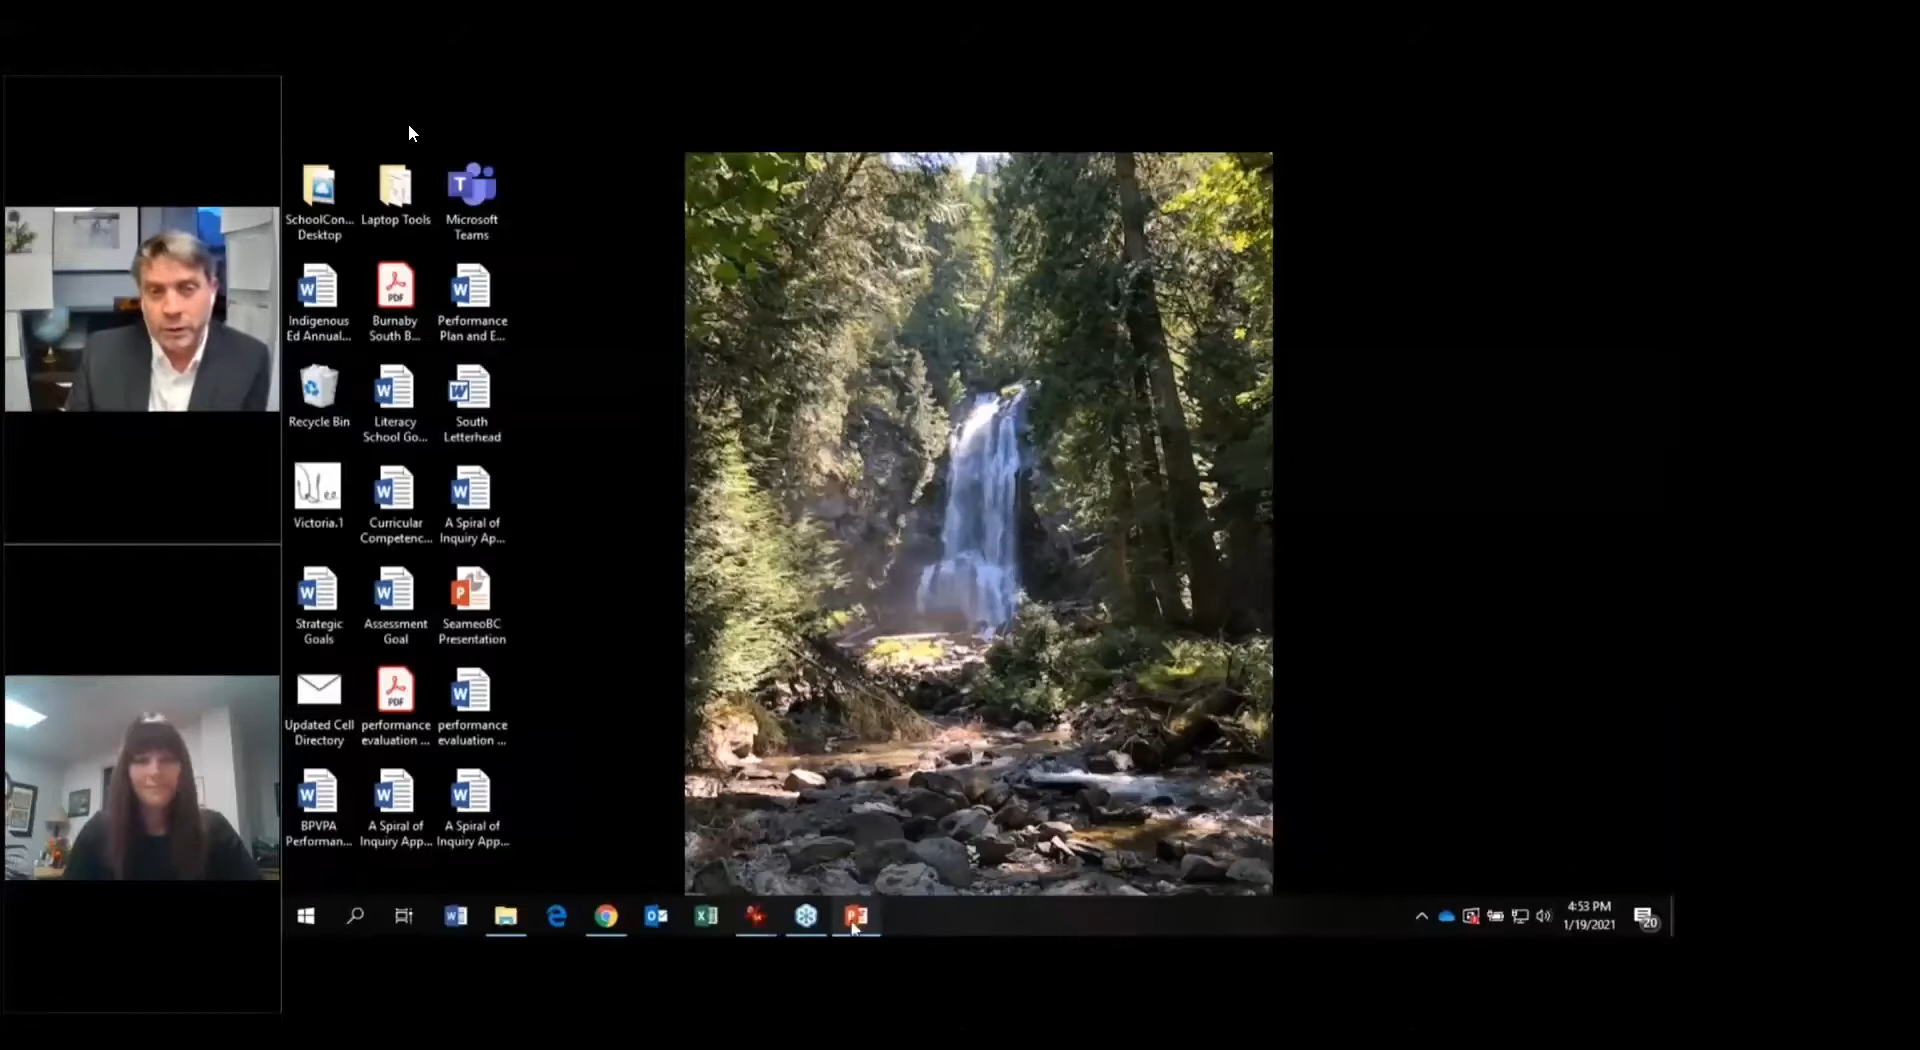 SchoolCon...
Desktop
Laptop Tools
Microsoft
Teams
Indigenous
Ed Annual...
PDF
Burnaby
South B...
Performance
Plan and E...
Recycle Bin
Literacy
School Go...
South
Letterhead
Victoria.1
Curricular
Competenc...
A Spiral of
Inquiry Ap...
Strategic
Goals
Assessment
Goal
SeameoBC
Presentation
Updated Cell
Directory
PDF
performance
evaluation ...
performance
evaluation ...
BPVPA
Performan...
A Spiral of
Inquiry App...
A Spiral of
Inquiry App...
4:53 PM
1/19/2021
20